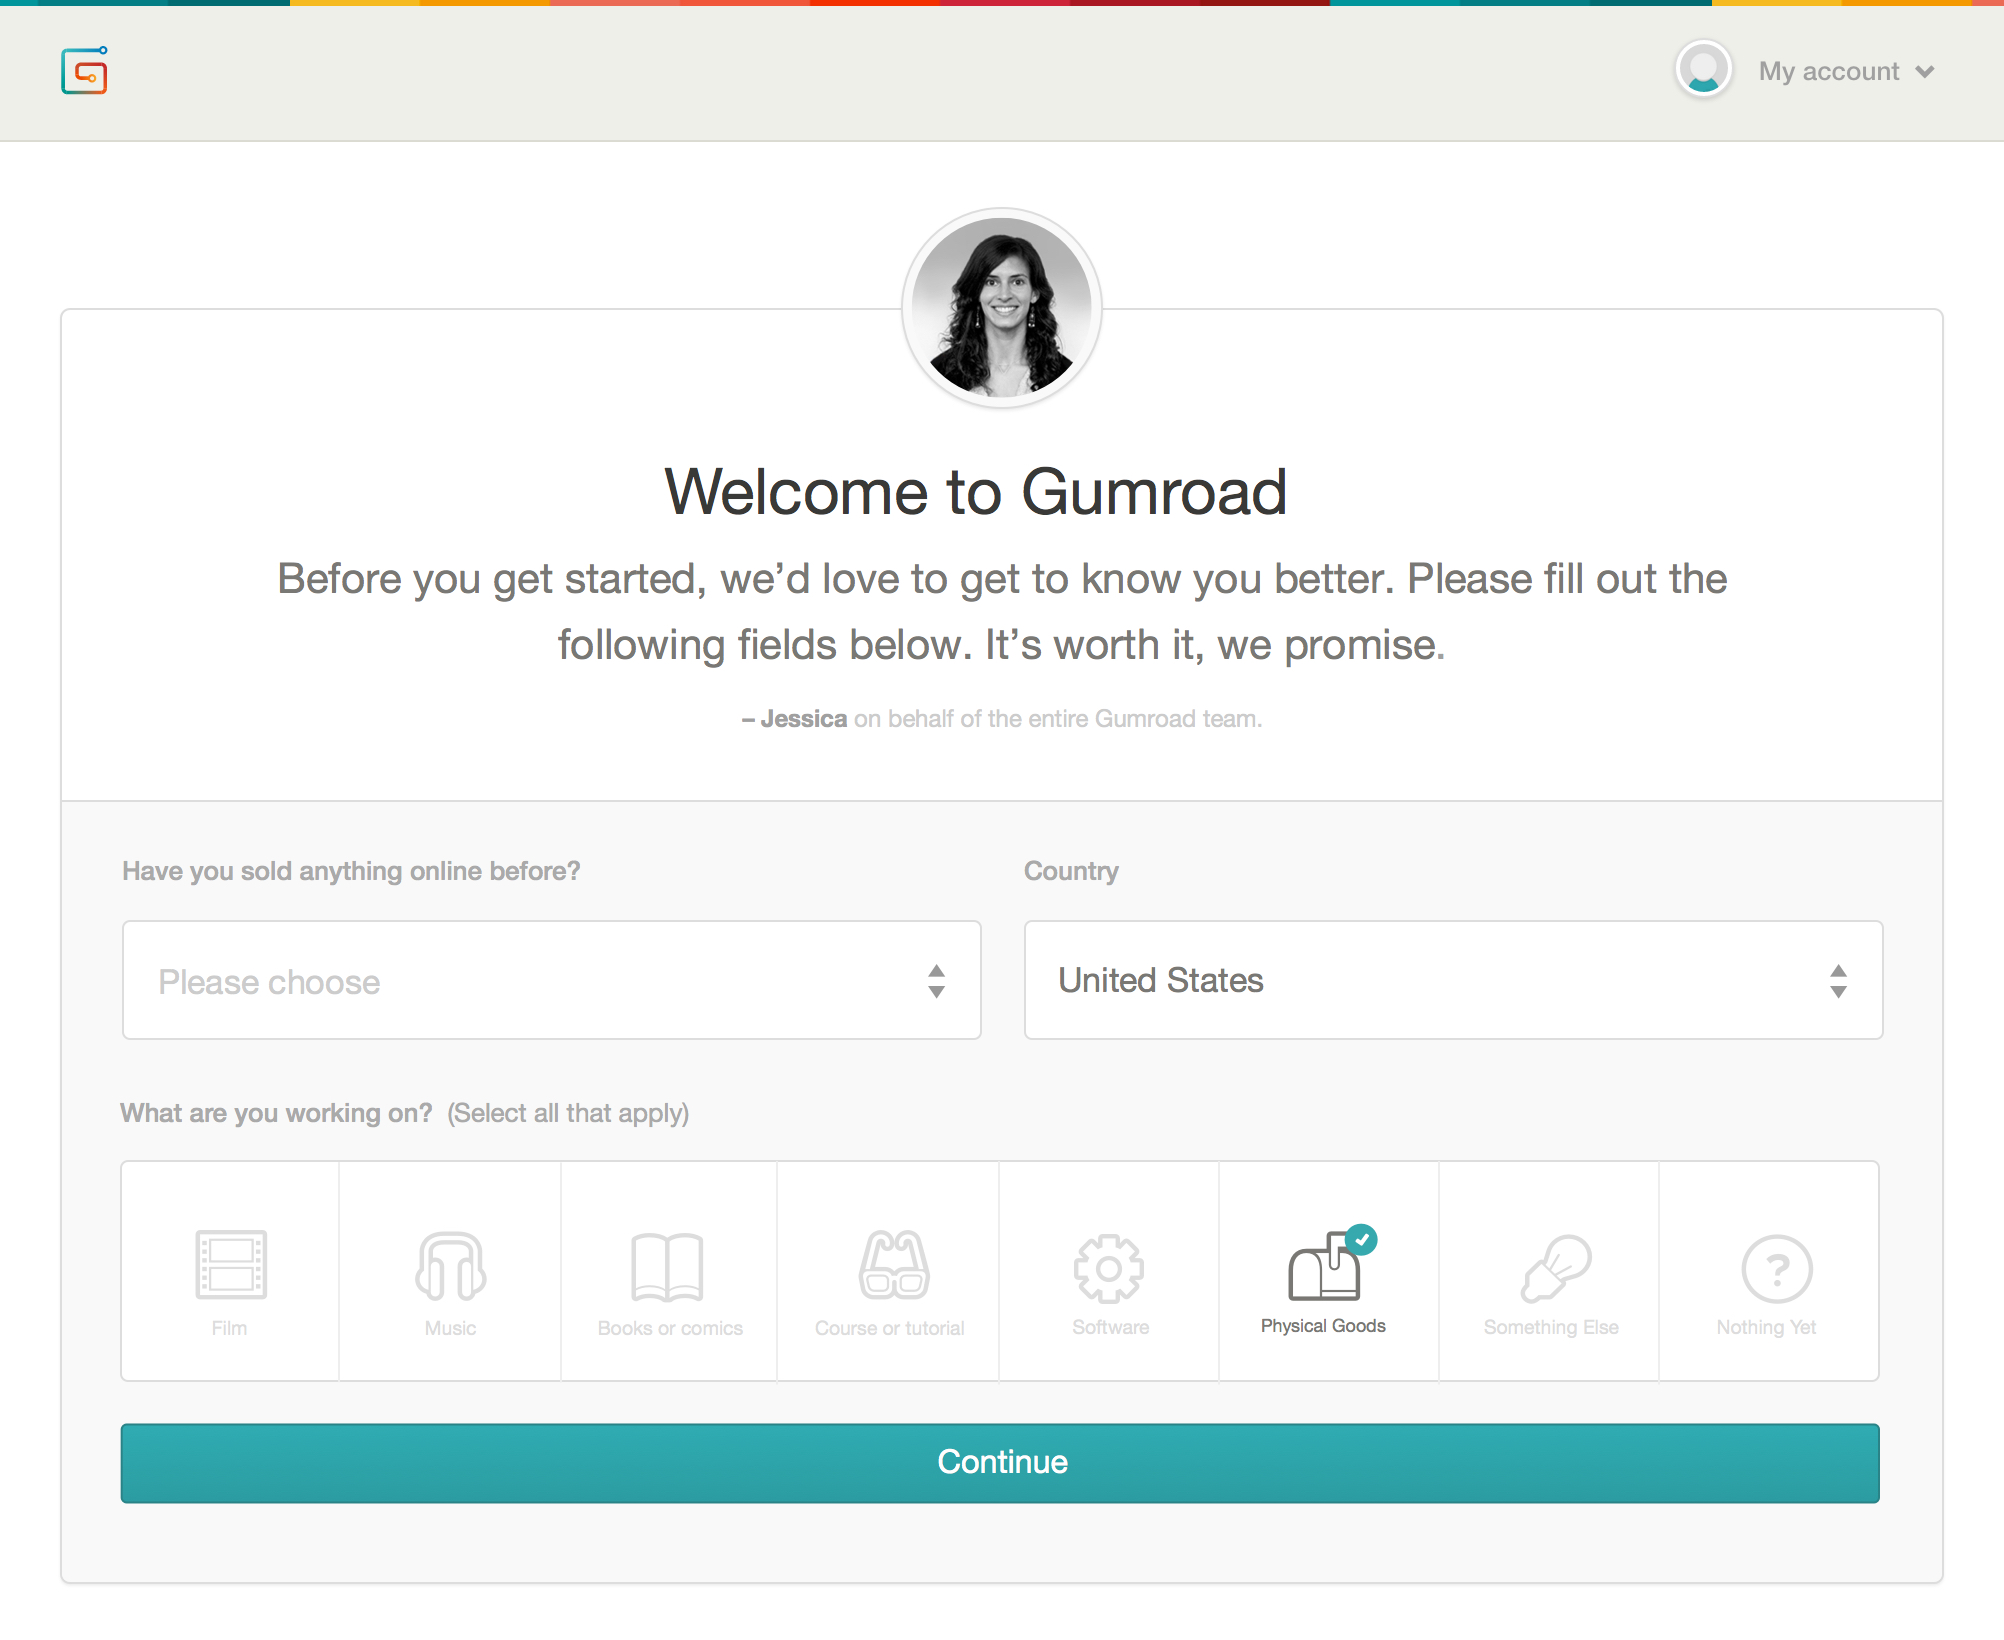 My account
Welcome to Gumroad
Before you get started, we’d love to get to know you better. Please fill out the
following fields below. It’s worth it, we promise.
– Jessica on behalf of the entire Gumroad team.
Have you sold anything online before?
Country
Please choose
United States
What are you working on? (Select all that apply)
Film
Music
Books or comics
Course or tutorial
Software
Physical Goods
Something Else
?
Nothing Yet
Continue